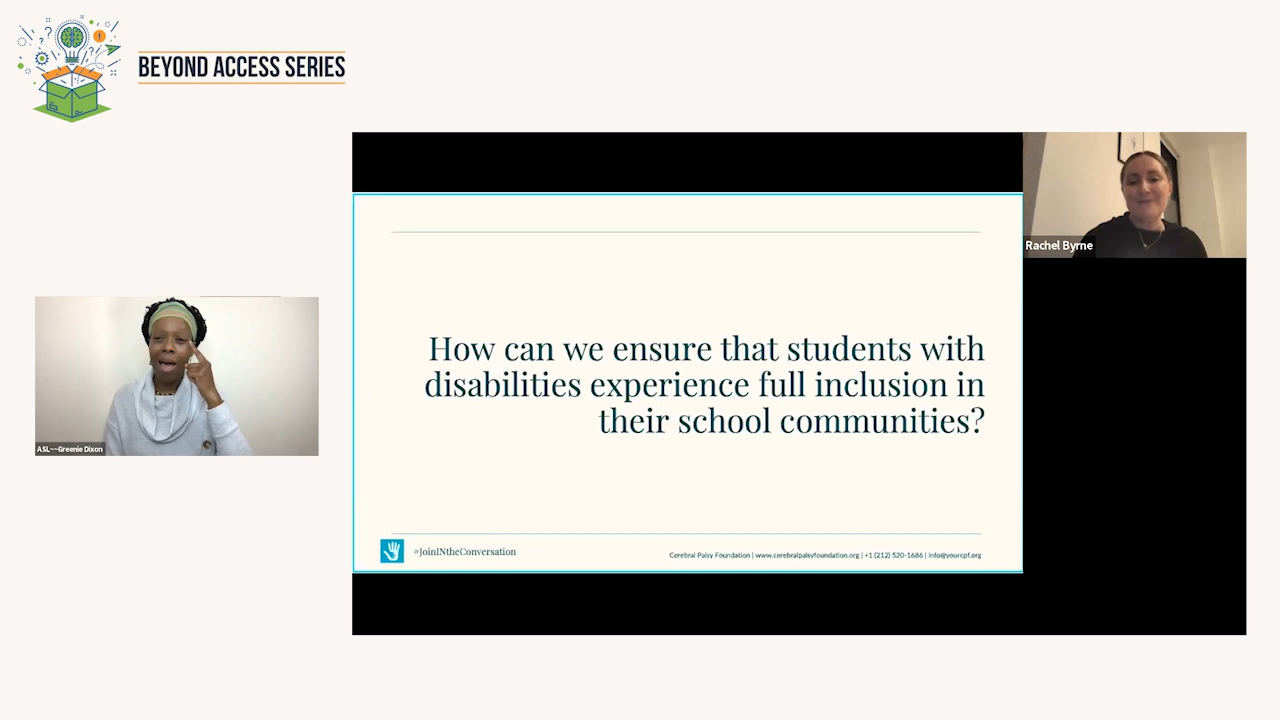 BEYOND ACCESS SERIES
Rachel Byrne
How can we ensure that students with
disabilities experience full inclusion in
their school communities?
ASL--Greenie Dixon
#JoinINtheConversation
Cerebral Palsy Foundation | www.cerebralpalsyfoundation.org | +1 (212) 520-1686 | info@yourcpf.org